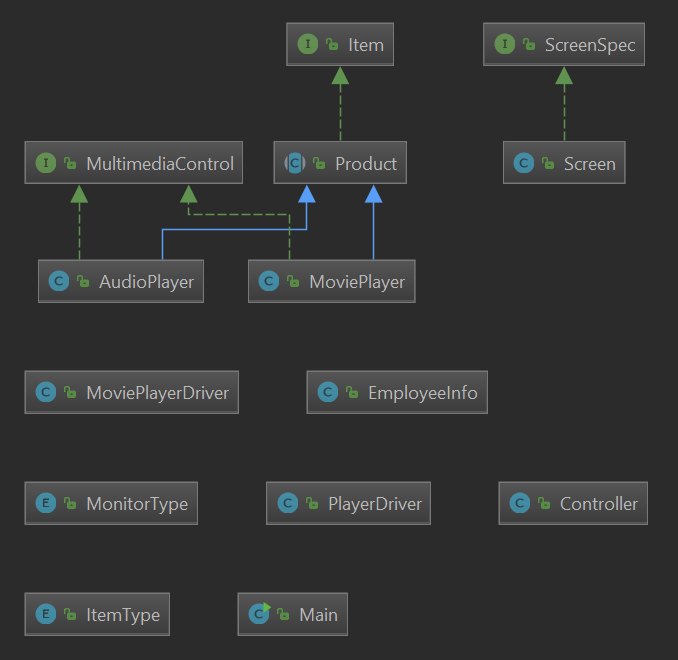 I Item
I ScreenSpec
I MultimediaControl
C Product
C Screen
C AudioPlayer
C MoviePlayer
C MoviePlayerDriver
C EmployeeInfo
E MonitorType
C PlayerDriver
C Controller
E ItemType
C Main